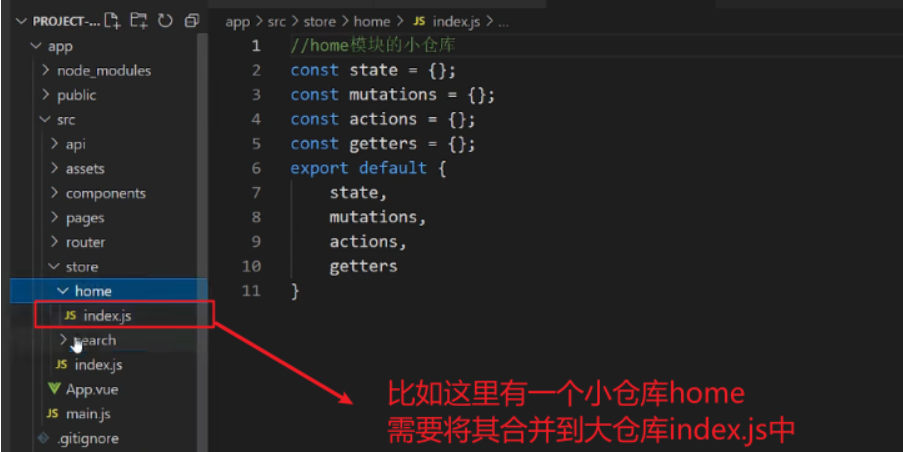 PROJECT-...
app > src > store > home > JS index.js > ...
app
node_modules
public
src
api
assets
components
pages
router
store
home
JS index.js
search
JS index.js
App.vue
JS main.js
.gitignore
1 //home模块的小仓库
2 const state = {};
3 const mutations = {};
4 const actions = {};
5 const getters = {};
6 export default {
7 state,
8 mutations,
9 actions,
10 getters
11 }
比如这里有一个小仓库home
需要将其合并到大仓库index.js中